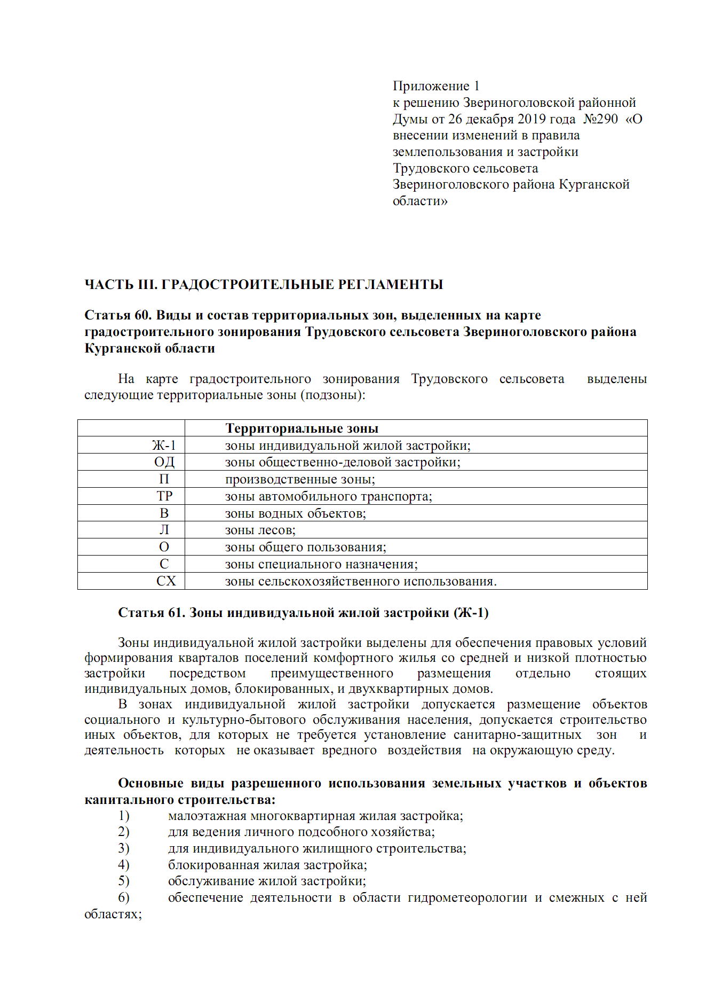 Приложение 1
к решению Звериноголовской районной
Думы от 26 декабря 2019 года №290 «О
внесении изменений в правила
землепользования и застройки
Трудовского сельсовета
Звериноголовского района Курганской
области»
ЧАСТЬ III. ГРАДОСТРОИТЕЛЬНЫЕ РЕГЛАМЕНТЫ
Статья 60. Виды и состав территориальных зон, выделенных на карте
градостроительного зонирования Трудовского сельсовета Звериноголовского района
Курганской области
На карте градостроительного зонирования Трудовского сельсовета выделены
следующие территориальные зоны (подзоны):
Территориальные зоны
Ж-1 зоны индивидуальной жилой застройки;
ОД зоны общественно-деловой застройки;
П производственные зоны;
ТР зоны автомобильного транспорта;
В зоны водных объектов;
Л зоны лесов;
О зоны общего пользования;
С зоны специального назначения;
СХ зоны сельскохозяйственного использования.
Статья 61. Зоны индивидуальной жилой застройки (Ж-1)
Зоны индивидуальной жилой застройки выделены для обеспечения правовых условий
формирования кварталов поселений комфортного жилья со средней и низкой плотностью
застройки посредством преимущественного размещения отдельно стоящих
индивидуальных домов, блокированных, и двухквартирных домов.
В зонах индивидуальной жилой застройки допускается размещение объектов
социального и культурно-бытового обслуживания населения, допускается строительство
иных объектов, для которых не требуется установление санитарно-защитных зон и
деятельность которых не оказывает вредного воздействия на окружающую среду.
Основные виды разрешенного использования земельных участков и объектов
капитального строительства:
1) малоэтажная многоквартирная жилая застройка;
2) для ведения личного подсобного хозяйства;
3) для индивидуального жилищного строительства;
4) блокированная жилая застройка;
5) обслуживание жилой застройки;
6) обеспечение деятельности в области гидрометеорологии и смежных с ней
областях;